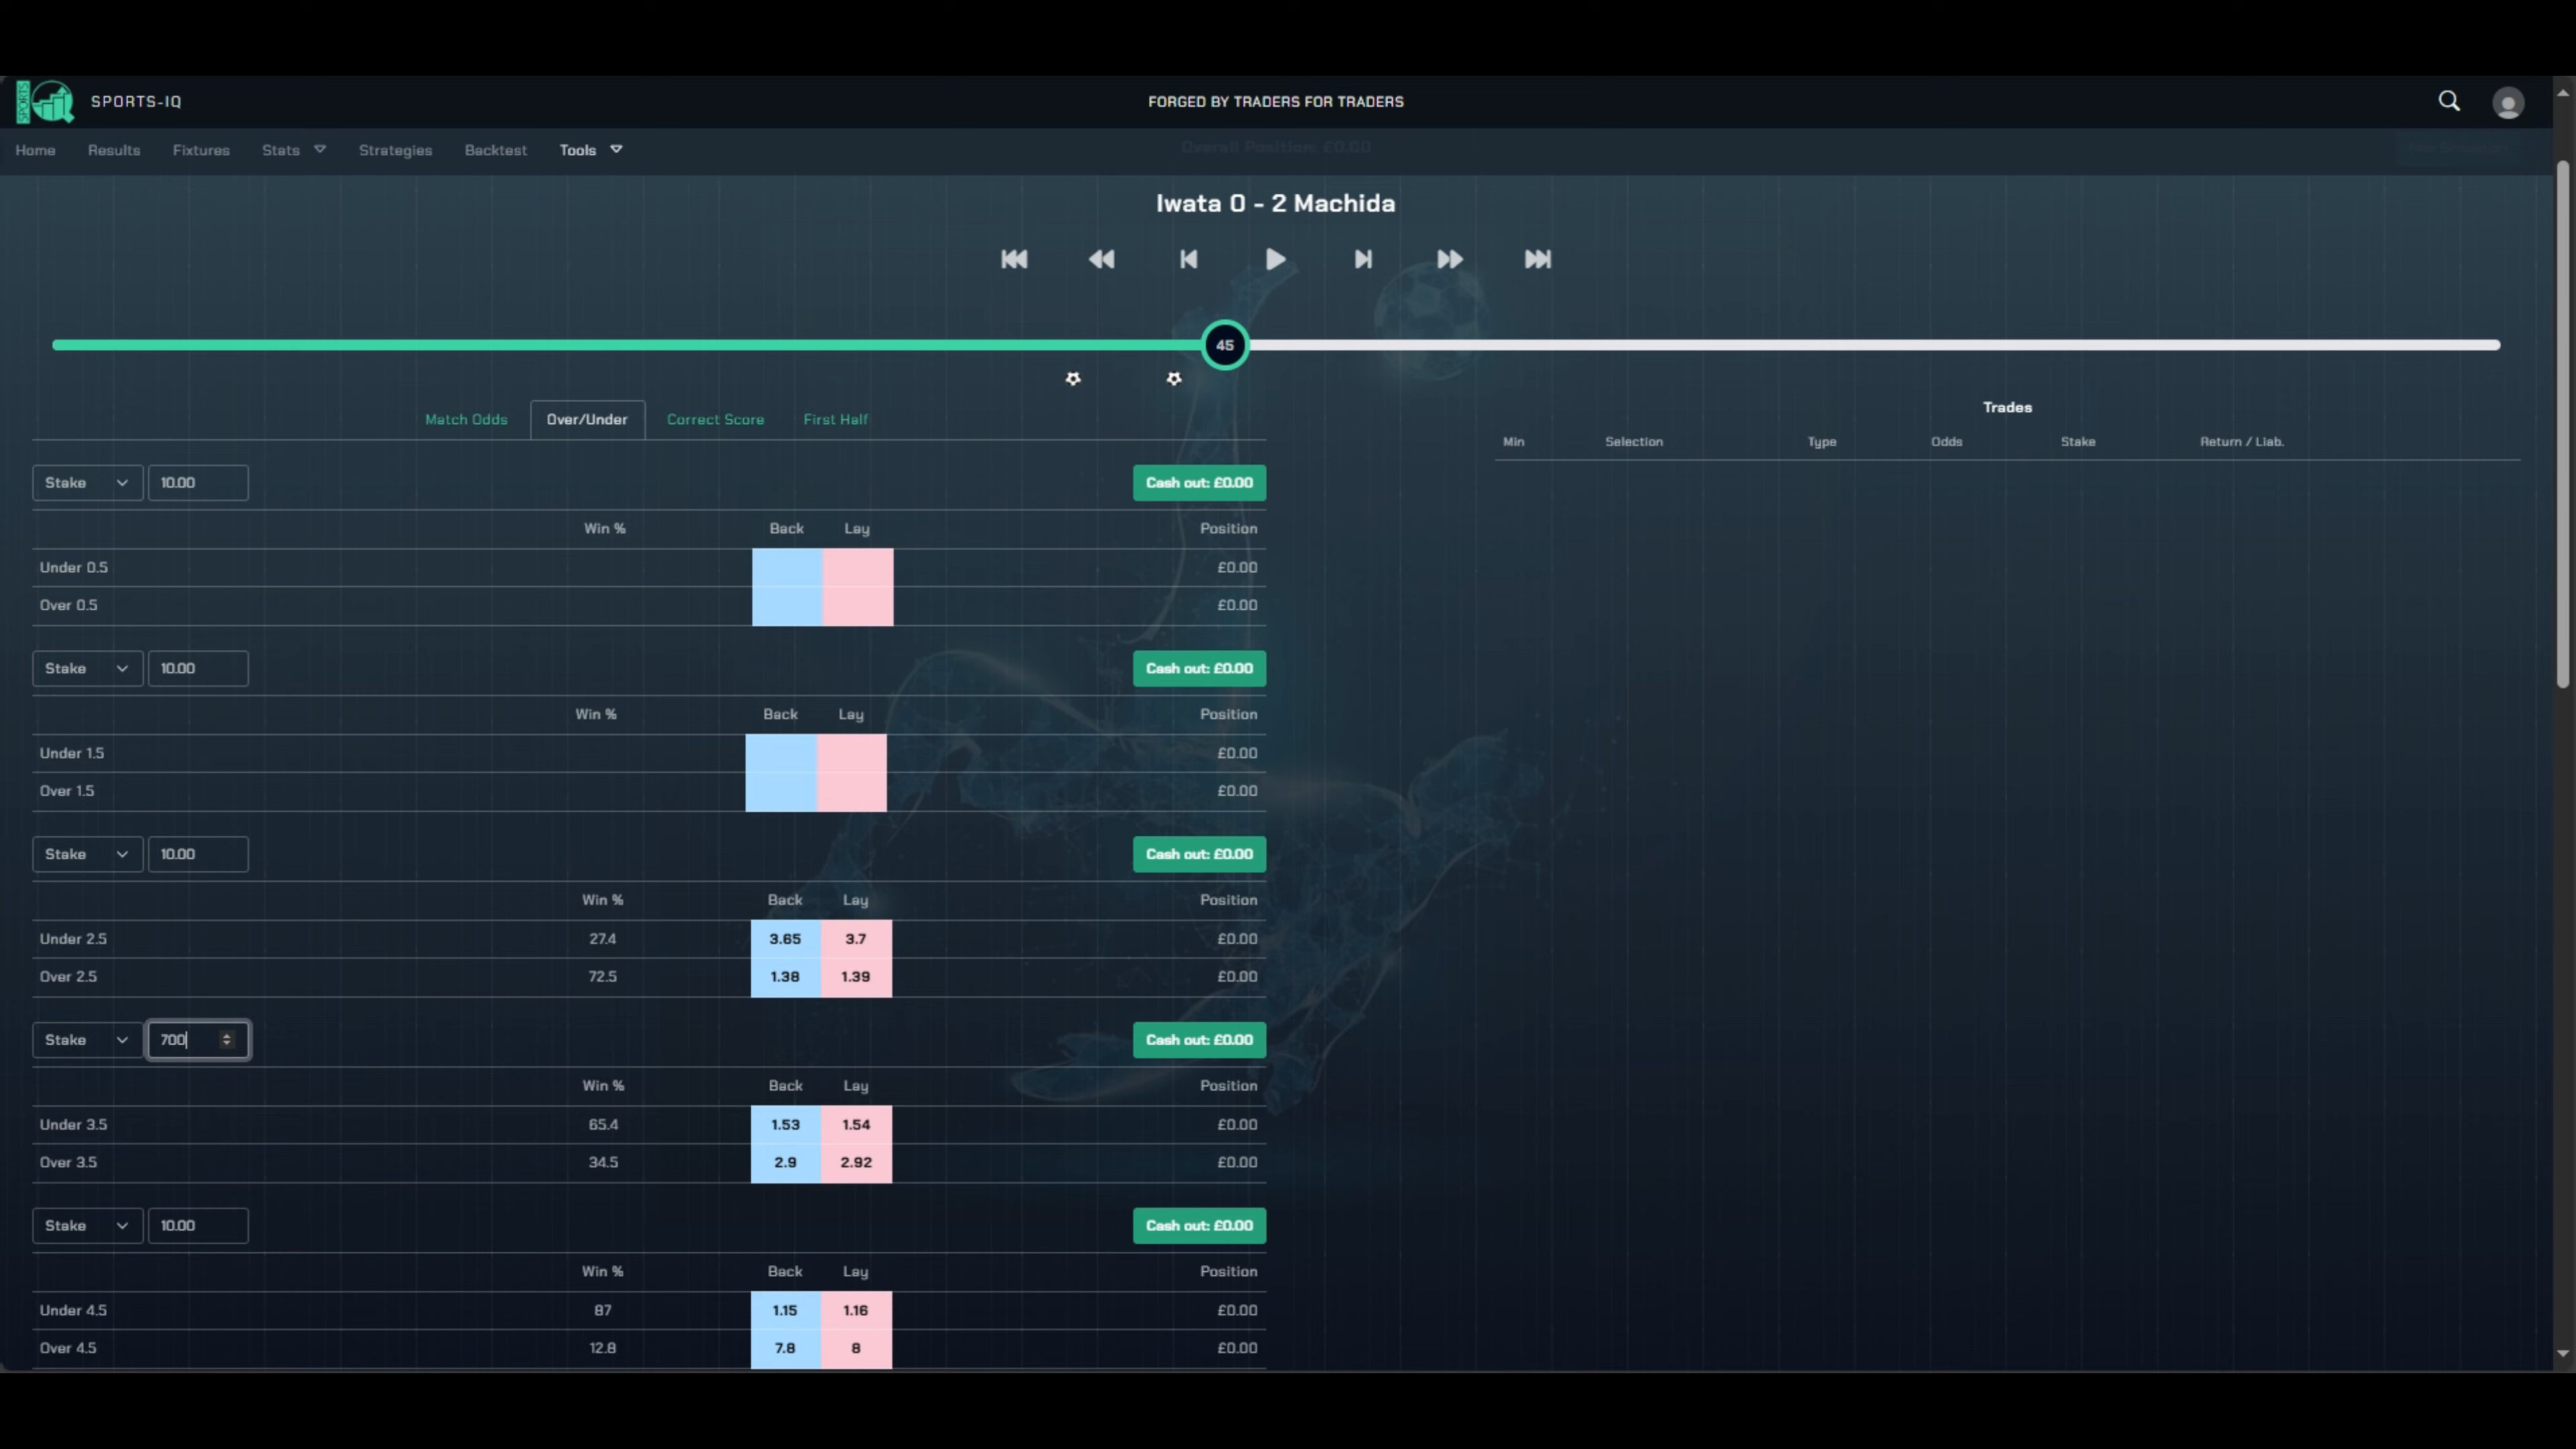 SPORTS
SPORTS-IQ
FORGED BY TRADERS FOR TRADERS
Home Results Fixtures Stats Strategies Backtest Tools
Overall Position: £0.00
Iwata 0 - 2 Machida
45
Match Odds Over/Under Correct Score First Half
Trades
Min Selection Type Odds Stake Return / Liab.
Stake 10.00 Cash out: £0.00
Win % Back Lay Position
Under 0.5 £0.00
Over 0.5 £0.00
Stake 10.00 Cash out: £0.00
Win % Back Lay Position
Under 1.5 £0.00
Over 1.5 £0.00
Stake 10.00 Cash out: £0.00
Win % Back Lay Position
Under 2.5 27.4 3.65 3.7 £0.00
Over 2.5 72.5 1.38 1.39 £0.00
Stake 700 Cash out: £0.00
Win % Back Lay Position
Under 3.5 65.4 1.53 1.54 £0.00
Over 3.5 34.5 2.9 2.92 £0.00
Stake 10.00 Cash out: £0.00
Win % Back Lay Position
Under 4.5 87 1.15 1.16 £0.00
Over 4.5 12.8 7.8 8 £0.00